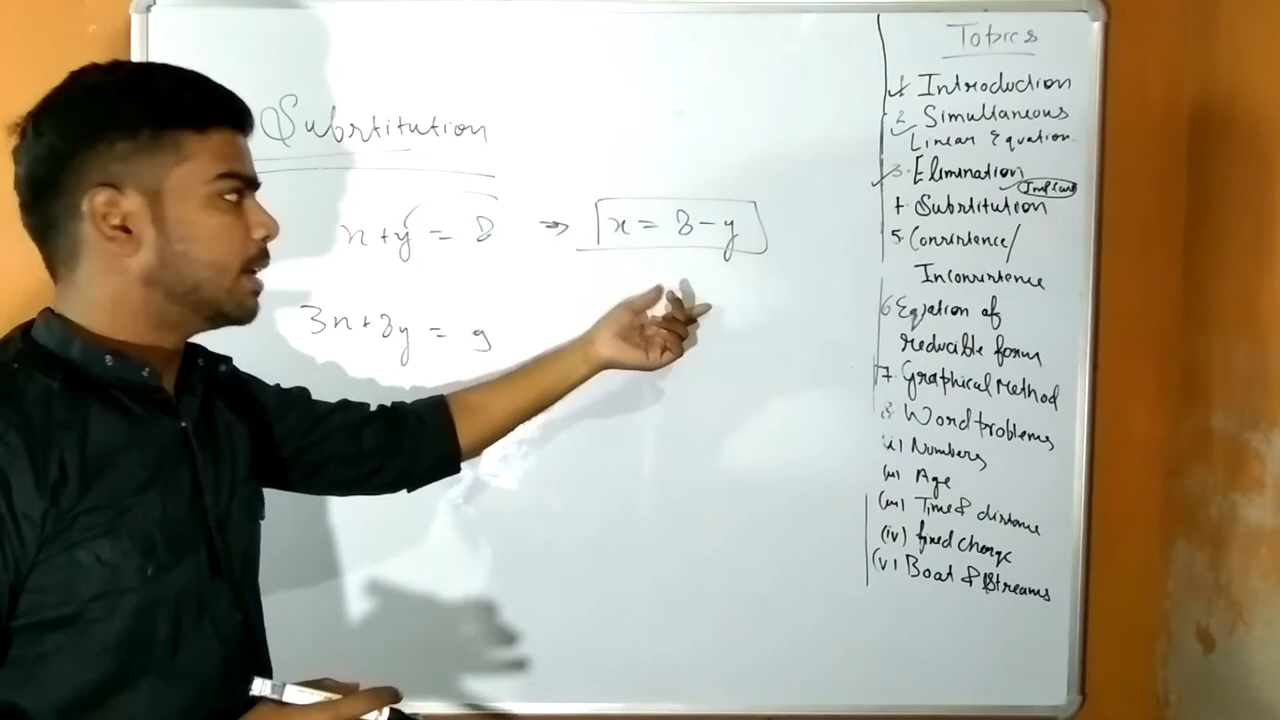 Substitution
x+y = 8 ⇒ x = 8-y
3x+8y = 9
Topics
1 Introduction
2 Simultaneous
Linear Equation
3. Elimination
4 Substitution
5. Consistence/
Inconsistence
6 Eqration of
reducible form
7. Graphical Method
8. Word problems
(i) Numbers
(ii) Age
(iii) Time & distance
(iv) fixed charge
(v) Boat & Streams